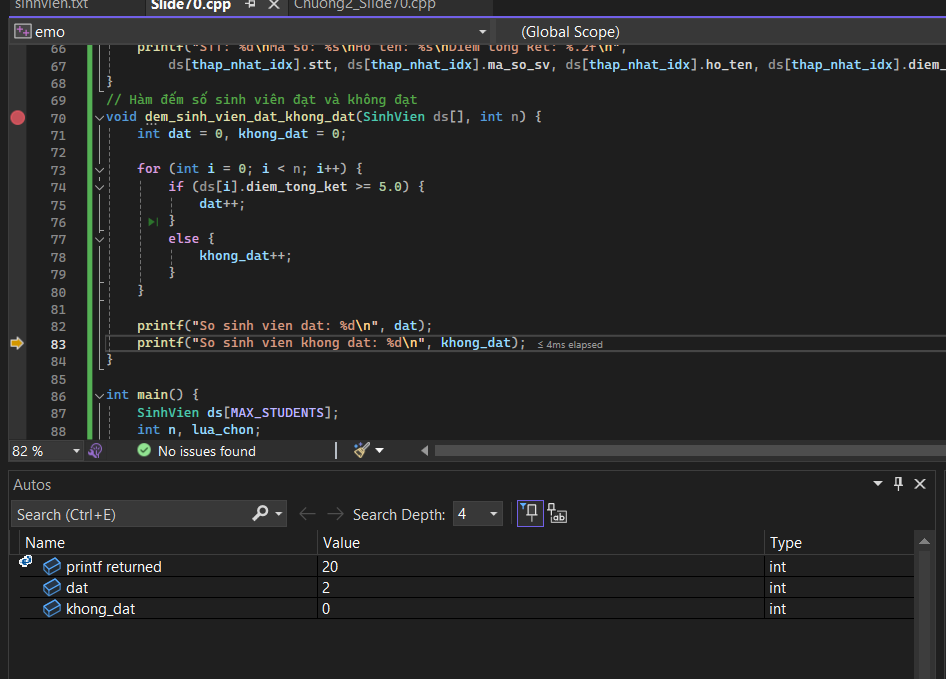 sinhvien.txt Slide70.cpp Chuong2_Slide70.cpp
emo (Global Scope)
66 printf("STT: %d\nMa so: %s\nHo ten: %s\nDiem tong ket: %.2f\n",
67 ds[thap_nhat_idx].stt, ds[thap_nhat_idx].ma_so_sv, ds[thap_nhat_idx].ho_ten, ds[thap_nhat_idx].diem_
68 }
69 // Hàm đếm số sinh viên đạt và không đạt
70 void dem_sinh_vien_dat_khong_dat(SinhVien ds[], int n) {
71 int dat = 0, khong_dat = 0;
72
73 for (int i = 0; i < n; i++) {
74 if (ds[i].diem_tong_ket >= 5.0) {
75 dat++;
76 }
77 else {
78 khong_dat++;
79 }
80 }
81
82 printf("So sinh vien dat: %d\n", dat);
83 printf("So sinh vien khong dat: %d\n", khong_dat); ≤ 4ms elapsed
84 }
85
86 int main() {
87 SinhVien ds[MAX_STUDENTS];
88 int n, lua_chon;
82 % No issues found
Autos
Search (Ctrl+E) Search Depth: 4
Name Value Type
printf returned 20 int
dat 2 int
khong_dat 0 int